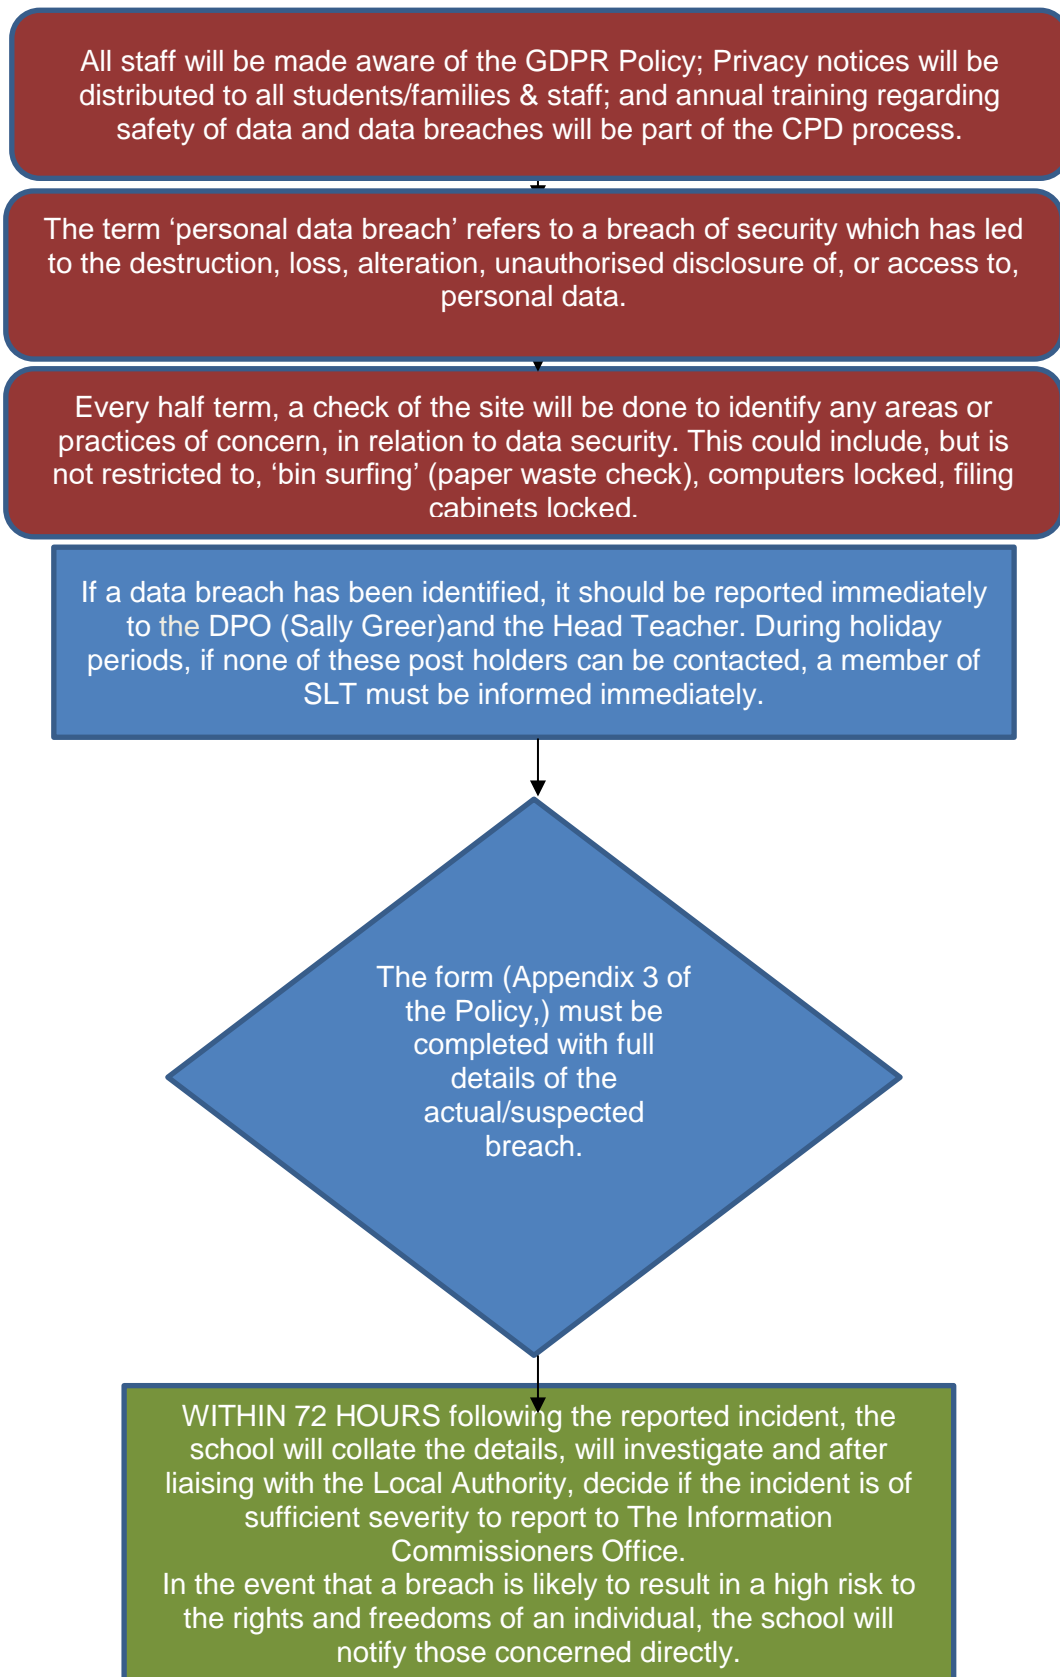 All staff will be made aware of the GDPR Policy; Privacy notices will be
distributed to all students/families & staff; and annual training regarding
safety of data and data breaches will be part of the CPD process.
The term ‘personal data breach’ refers to a breach of security which has led
to the destruction, loss, alteration, unauthorised disclosure of, or access to,
personal data.
Every half term, a check of the site will be done to identify any areas or
practices of concern, in relation to data security. This could include, but is
not restricted to, ‘bin surfing’ (paper waste check), computers locked, filing
cabinets locked.
If a data breach has been identified, it should be reported immediately
to the DPO (Sally Greer)and the Head Teacher. During holiday
periods, if none of these post holders can be contacted, a member of
SLT must be informed immediately.
The form (Appendix 3 of
the Policy,) must be
completed with full
details of the
actual/suspected
breach.
WITHIN 72 HOURS following the reported incident, the
school will collate the details, will investigate and after
liaising with the Local Authority, decide if the incident is of
sufficient severity to report to The Information
Commissioners Office.
In the event that a breach is likely to result in a high risk to
the rights and freedoms of an individual, the school will
notify those concerned directly.